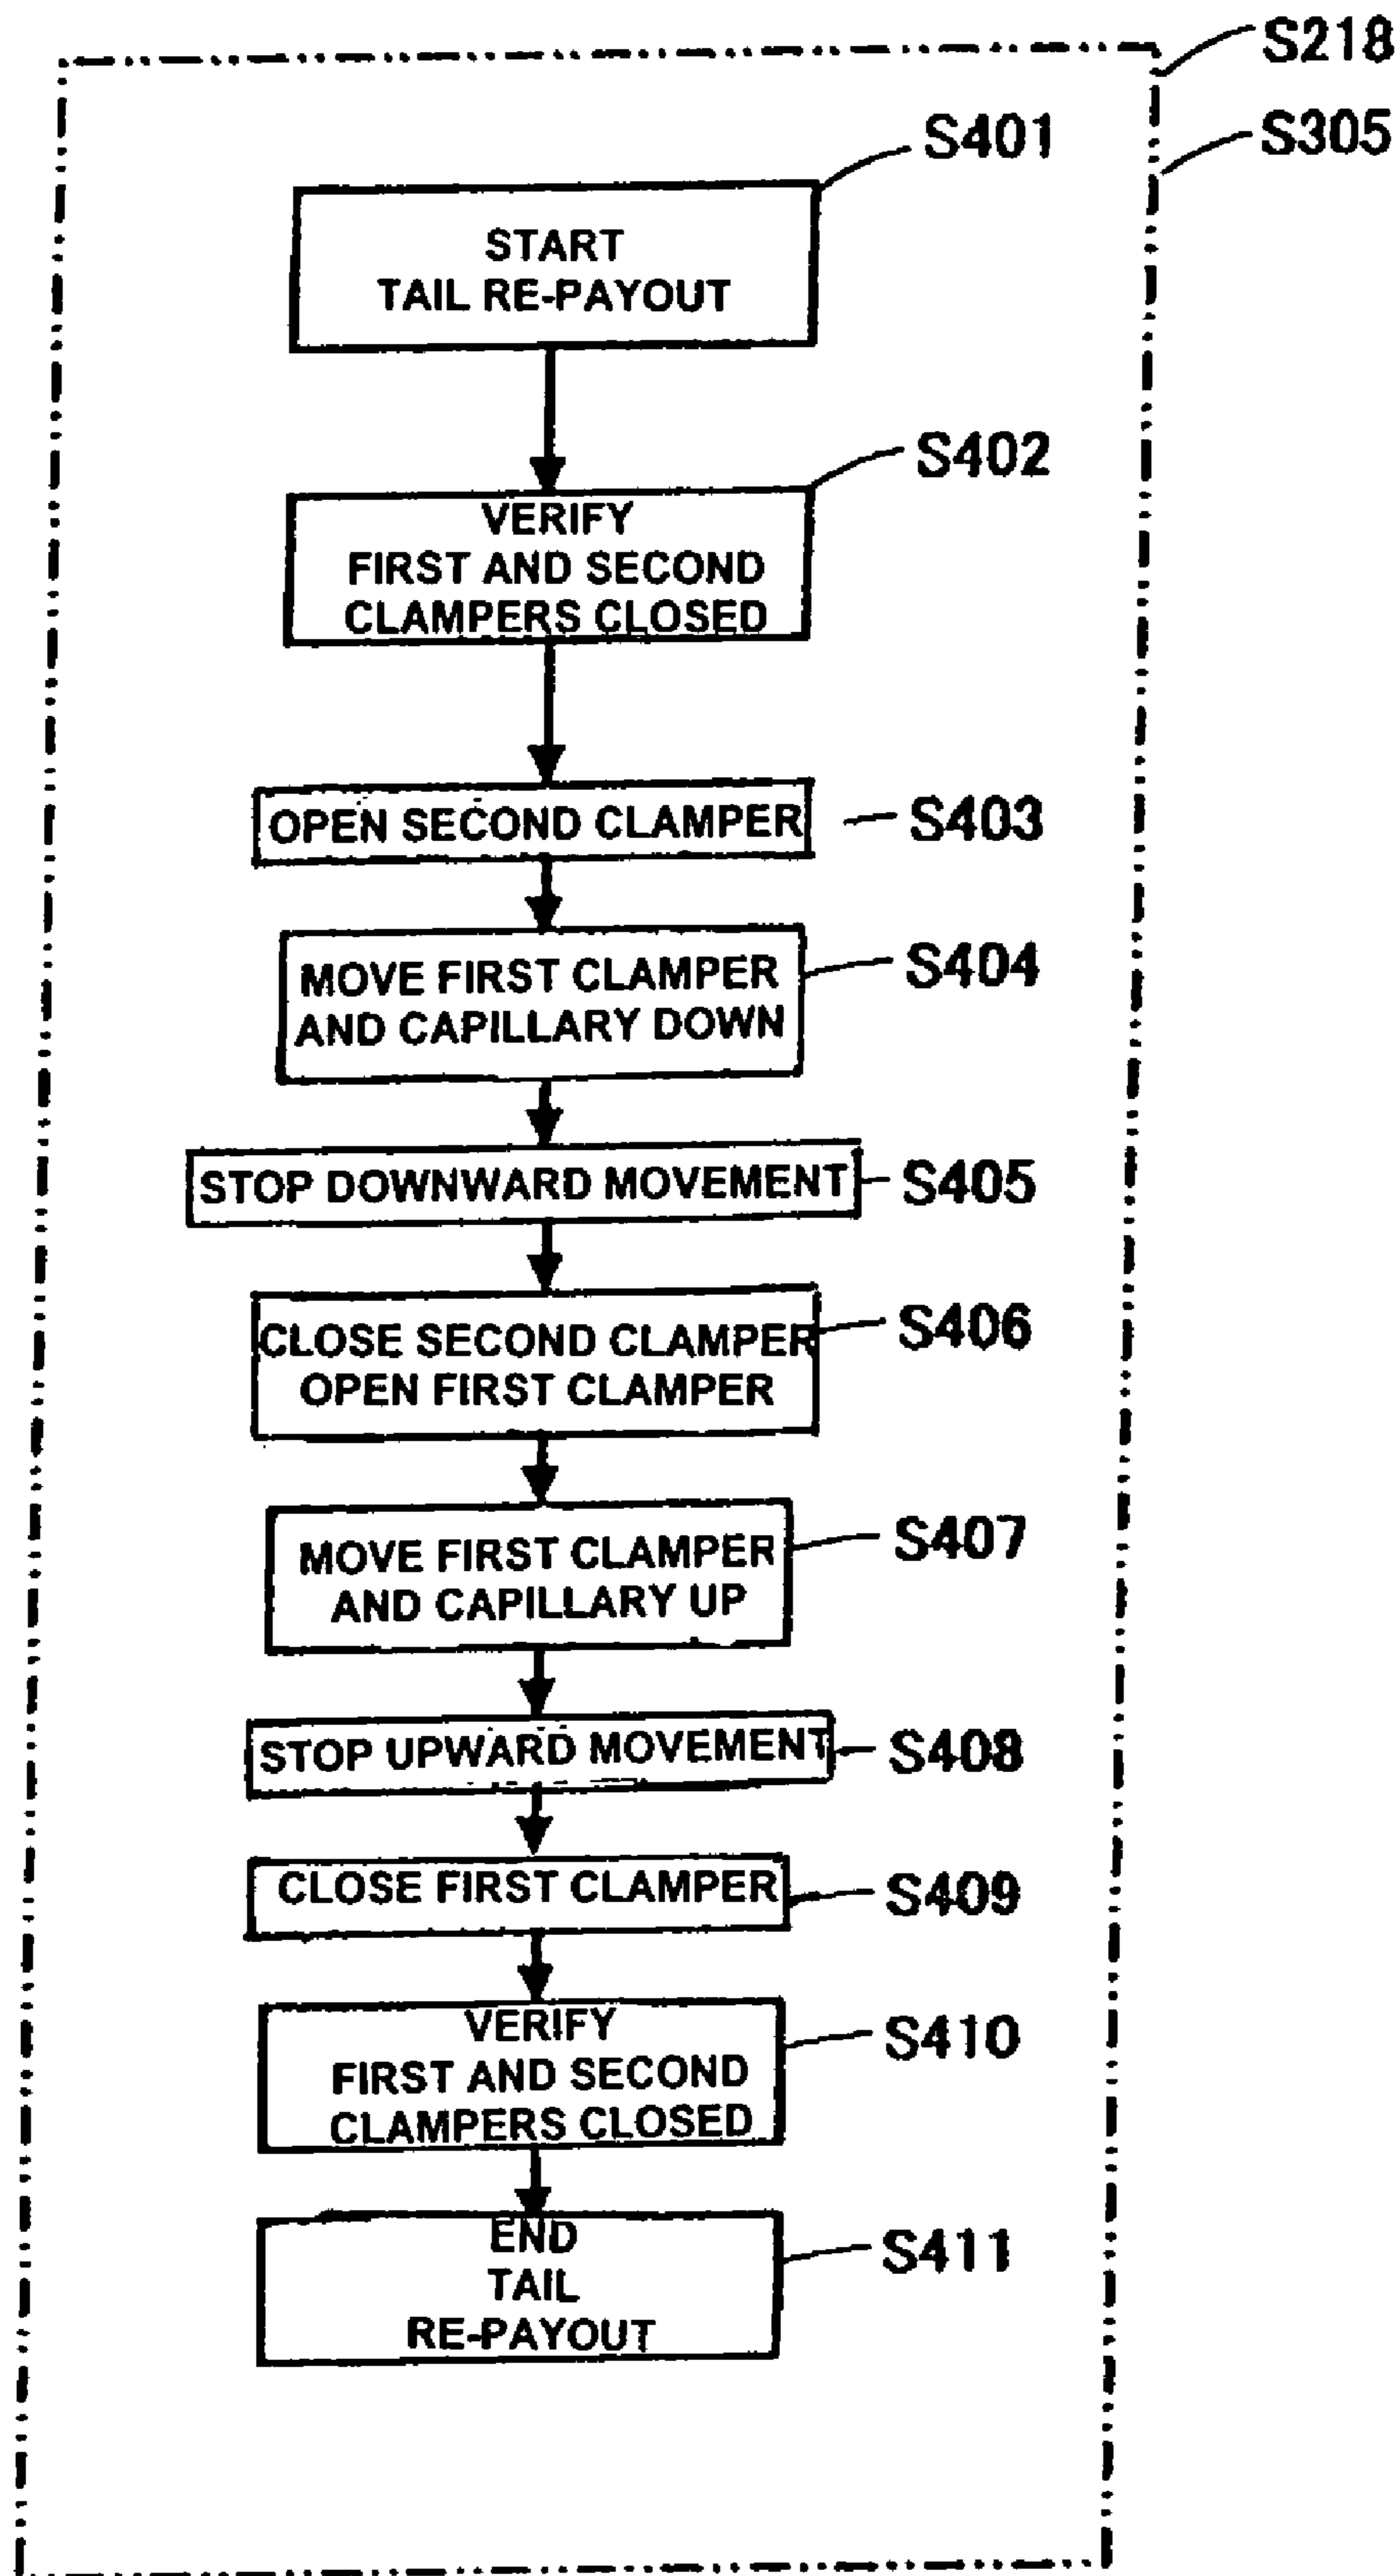 S218
S305
S401
START
TAIL RE-PAYOUT
S402
VERIFY
FIRST AND SECOND
CLAMPERS CLOSED
OPEN SECOND CLAMPER
S403
MOVE FIRST CLAMPER
AND CAPILLARY DOWN
S404
STOP DOWNWARD MOVEMENT
S405
CLOSE SECOND CLAMPER
OPEN FIRST CLAMPER
S406
MOVE FIRST CLAMPER
AND CAPILLARY UP
S407
STOP UPWARD MOVEMENT
S408
CLOSE FIRST CLAMPER
S409
VERIFY
FIRST AND SECOND
CLAMPERS CLOSED
S410
END
TAIL
RE-PAYOUT
S411